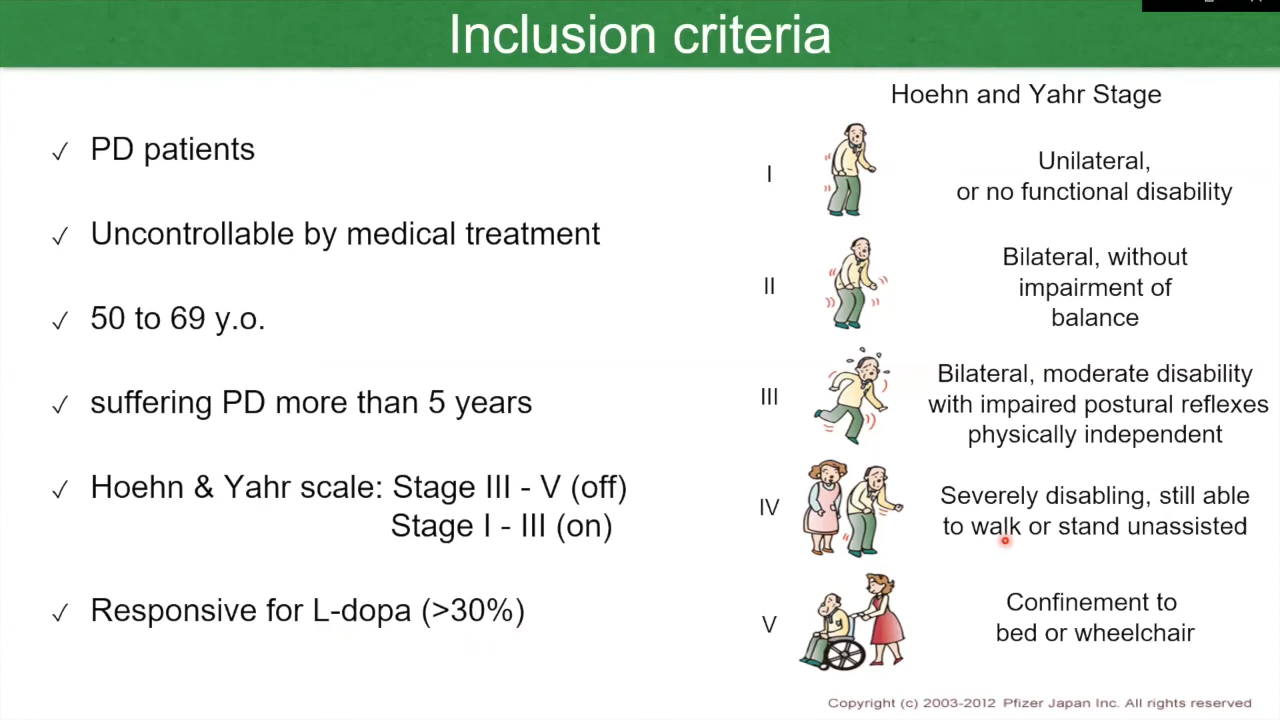 Inclusion criteria
✓ PD patients
✓ Uncontrollable by medical treatment
✓ 50 to 69 y.o.
✓ suffering PD more than 5 years
✓ Hoehn & Yahr scale: Stage III - V (off)
Stage I - III (on)
✓ Responsive for L-dopa (>30%)
Hoehn and Yahr Stage
I
Unilateral,
or no functional disability
II
Bilateral, without
impairment of
balance
III
Bilateral, moderate disability
with impaired postural reflexes
physically independent
IV
Severely disabling, still able
to walk or stand unassisted
V
Confinement to
bed or wheelchair
Copyright (c) 2003-2012 Pfizer Japan Inc. All rights reserved